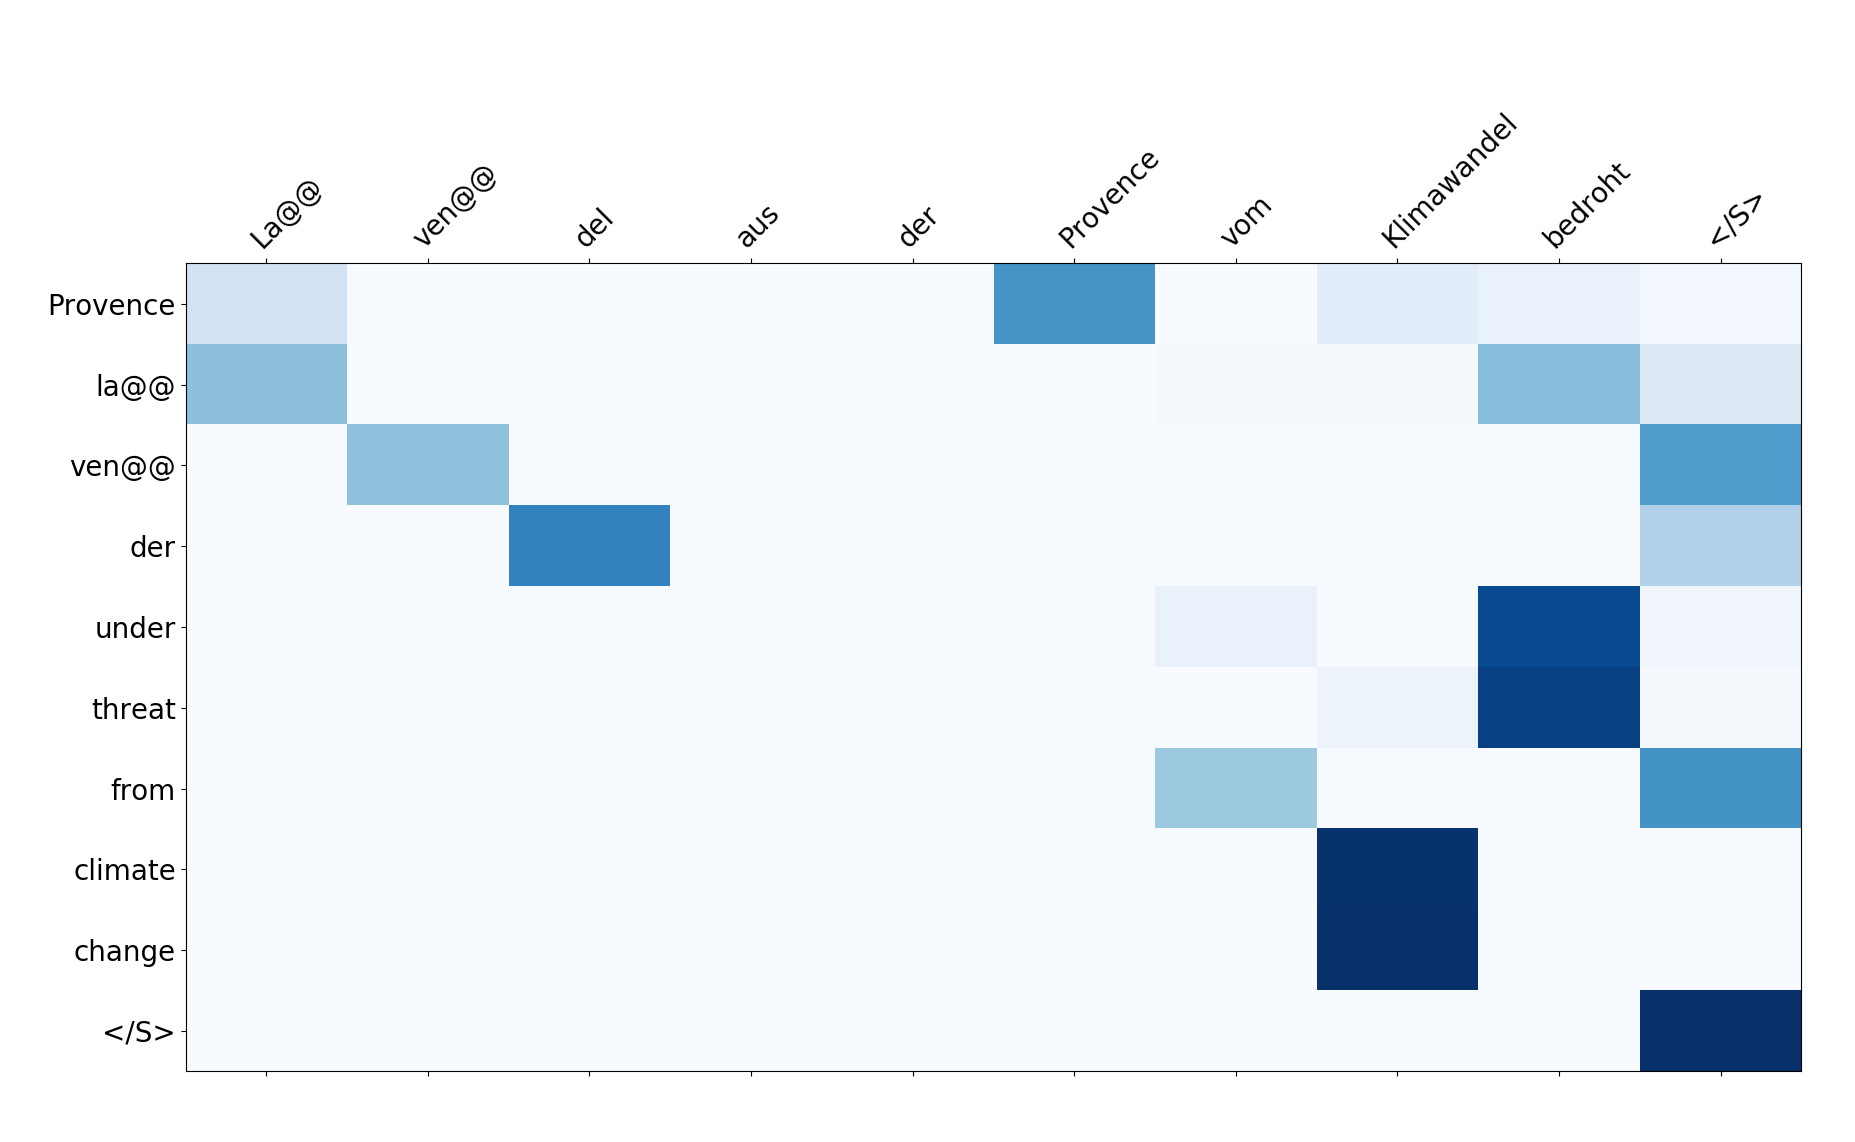 La@@ ven@@ del aus der Provence vom Klimawandel bedroht </S>
Provence
la@@
ven@@
der
under
threat
from
climate
change
</S>